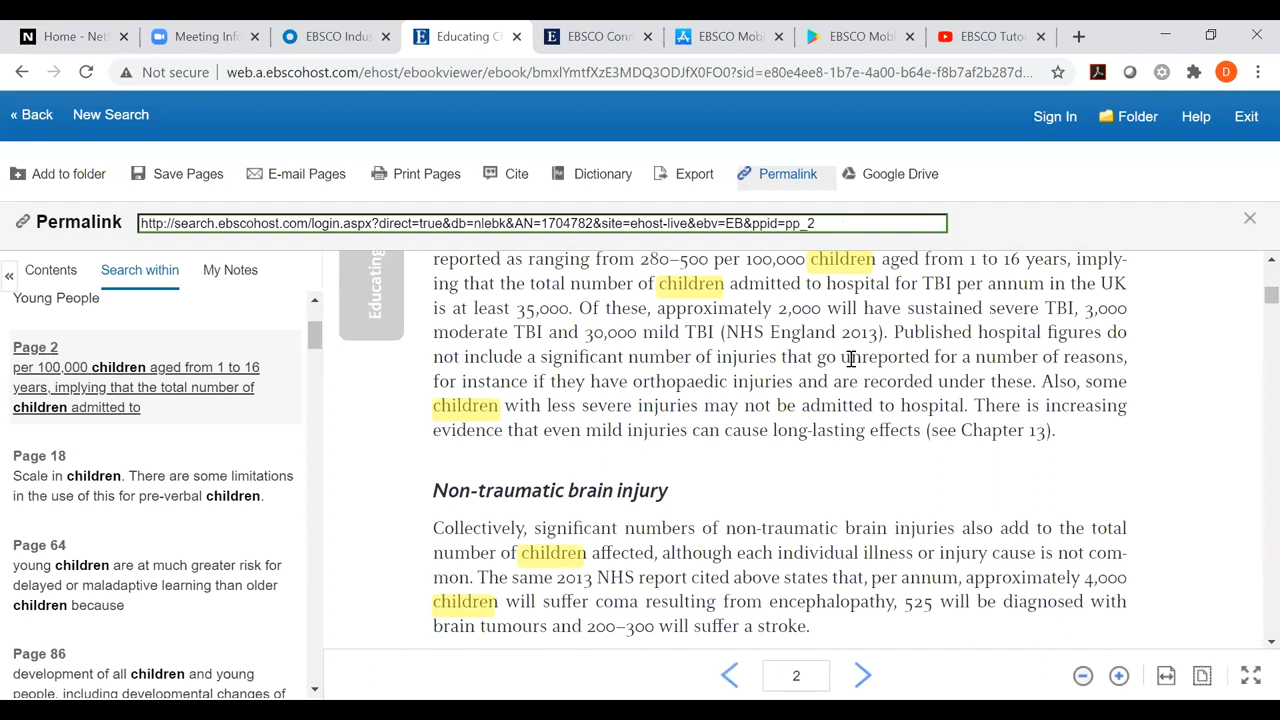 Home - Netf
Meeting Inf
EBSCO Indus
Educating Cl
EBSCO Conn
EBSCO Mobi
EBSCO Mobi
EBSCO Tutor
Not secure
web.a.ebscohost.com/ehost/ebookviewer/ebook/bmxlYmtfXzE3MDQ3ODJfX0FO0?sid=e80e4ee8-1b7e-4a00-b64e-f8b7af2b287d...
D
« Back
New Search
Sign In
Folder
Help
Exit
Add to folder
Save Pages
E-mail Pages
Print Pages
Cite
Dictionary
Export
Permalink
Google Drive
Permalink
http://search.ebscohost.com/login.aspx?direct=true&db=nlebk&AN=1704782&site=ehost-live&ebv=EB&ppid=pp_2
Contents
Search within
My Notes
Young People
Page 2
per 100,000 children aged from 1 to 16
years, implying that the total number of
children admitted to
Page 18
Scale in children. There are some limitations
in the use of this for pre-verbal children.
Page 64
young children are at much greater risk for
delayed or maladaptive learning than older
children because
Page 86
development of all children and young
people, including developmental changes of
Educating
reported as ranging from 280–500 per 100,000 children aged from 1 to 16 years, imply-
ing that the total number of children admitted to hospital for TBI per annum in the UK
is at least 35,000. Of these, approximately 2,000 will have sustained severe TBI, 3,000
moderate TBI and 30,000 mild TBI (NHS England 2013). Published hospital figures do
not include a significant number of injuries that go unreported for a number of reasons,
for instance if they have orthopaedic injuries and are recorded under these. Also, some
children with less severe injuries may not be admitted to hospital. There is increasing
evidence that even mild injuries can cause long-lasting effects (see Chapter 13).
Non-traumatic brain injury
Collectively, significant numbers of non-traumatic brain injuries also add to the total
number of children affected, although each individual illness or injury cause is not com-
mon. The same 2013 NHS report cited above states that, per annum, approximately 4,000
children will suffer coma resulting from encephalopathy, 525 will be diagnosed with
brain tumours and 200–300 will suffer a stroke.
2